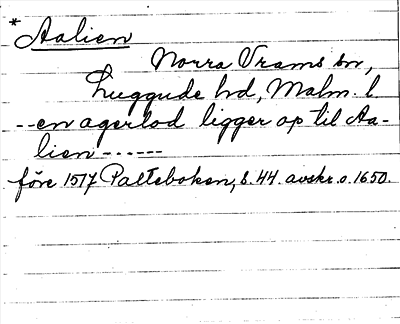 * Aalien
Norra Vrams sn,
Luggude hd, Malm. l.
--en agerlod ligger op til Aa-
lien------
före 1517 Palteboken, s. 44. avskr. o. 1650.